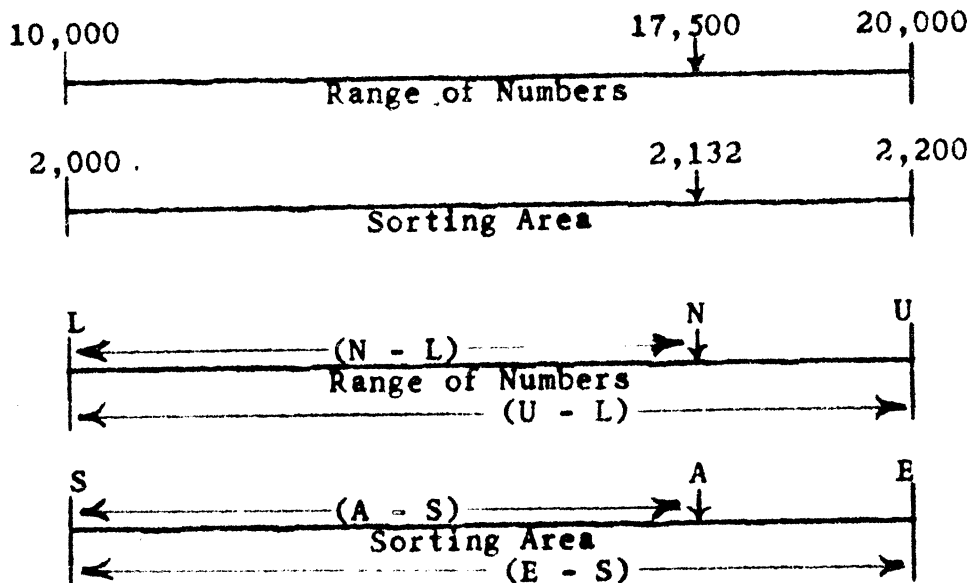 10,000 17,500 20,000
Range of Numbers
2,000 2,132 2,200
Sorting Area
L N U
(N - L)
Range of Numbers
(U - L)
S A E
(A - S)
Sorting Area
(E - S)